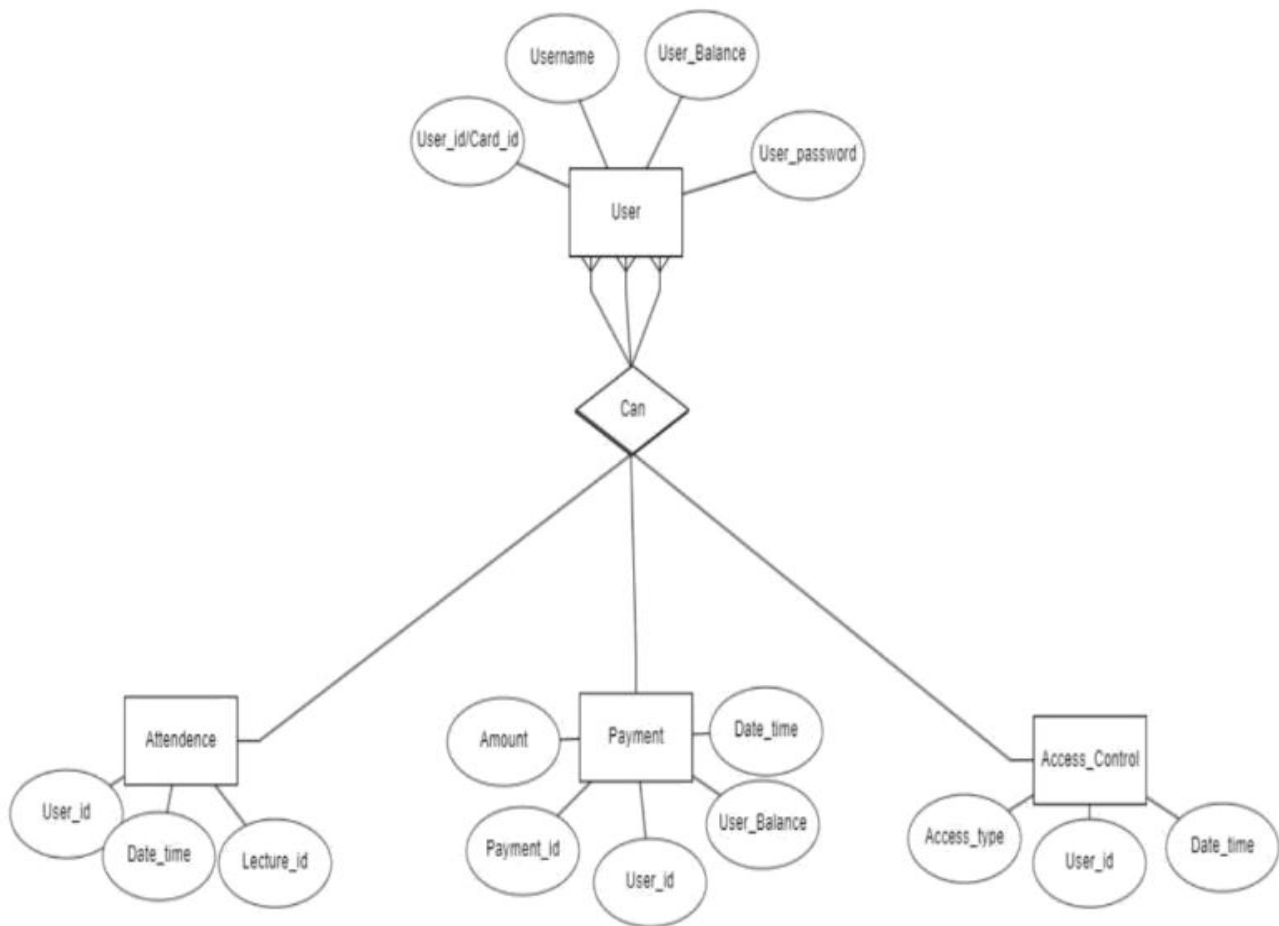 Username
User_Balance
User_id/Card_id
User_password
User
Can
Attendence
User_id
Date_time
Lecture_id
Amount
Payment
Date_time
Payment_id
User_id
User_Balance
Access_Control
Access_type
User_id
Date_time